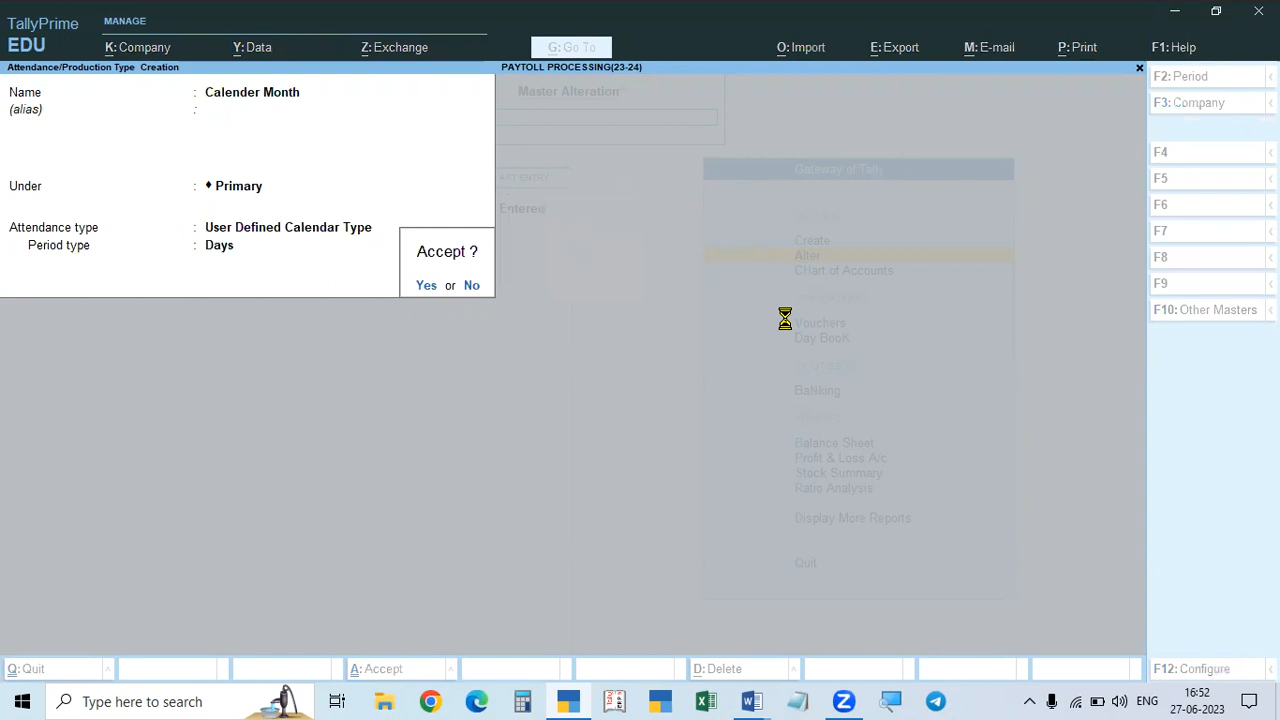 TallyPrime
EDU
MANAGE
K: Company
Y: Data
Z: Exchange
G: Go To
O: Import
E: Export
M: E-mail
P: Print
F1: Help
Attendance/Production Type Creation
PAYTOLL PROCESSING(23-24)
Name : Calender Month
(alias) :
Under : ♦ Primary
Attendance type : User Defined Calendar Type
Period type : Days
Accept ?
Yes or No
Master Alteration
Entered
Gateway of Tally
Create
Alter
CHart of Accounts
Vouchers
Day BooK
BaNking
Balance Sheet
Profit & Loss A/c
Stock Summary
Ratio Analysis
Display More Reports
Quit
F2: Period
F3: Company
F4
F5
F6
F7
F8
F9
F10: Other Masters
F12: Configure
Q: Quit
A: Accept
D: Delete
Type here to search
ENG
16:52
27-06-2023